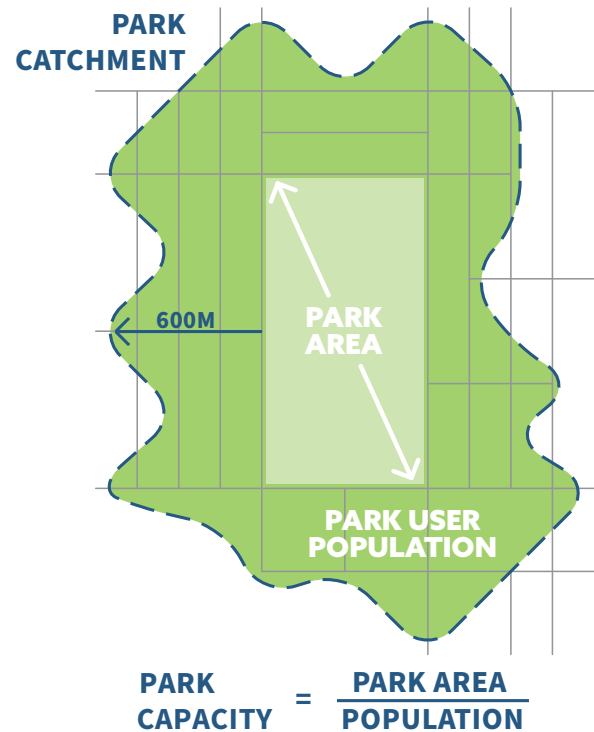 PARK
CATCHMENT
600M
PARK
AREA
PARK USER
POPULATION
PARK
CAPACITY
=
PARK AREA
POPULATION